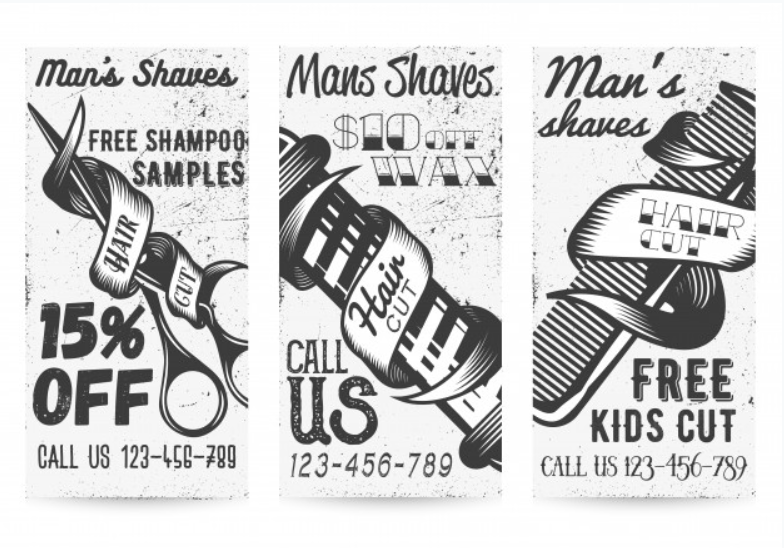 Man's Shaves
FREE SHAMPOO
SAMPLES
HAIR
CUT
15%
OFF
CALL US 123-456-789
Mans Shaves
$10 OFF
WAX
Hair
CUT
CALL
US
123-456-789
Man's
shaves
HAIR
CUT
FREE
KIDS CUT
CALL US 123-456-789